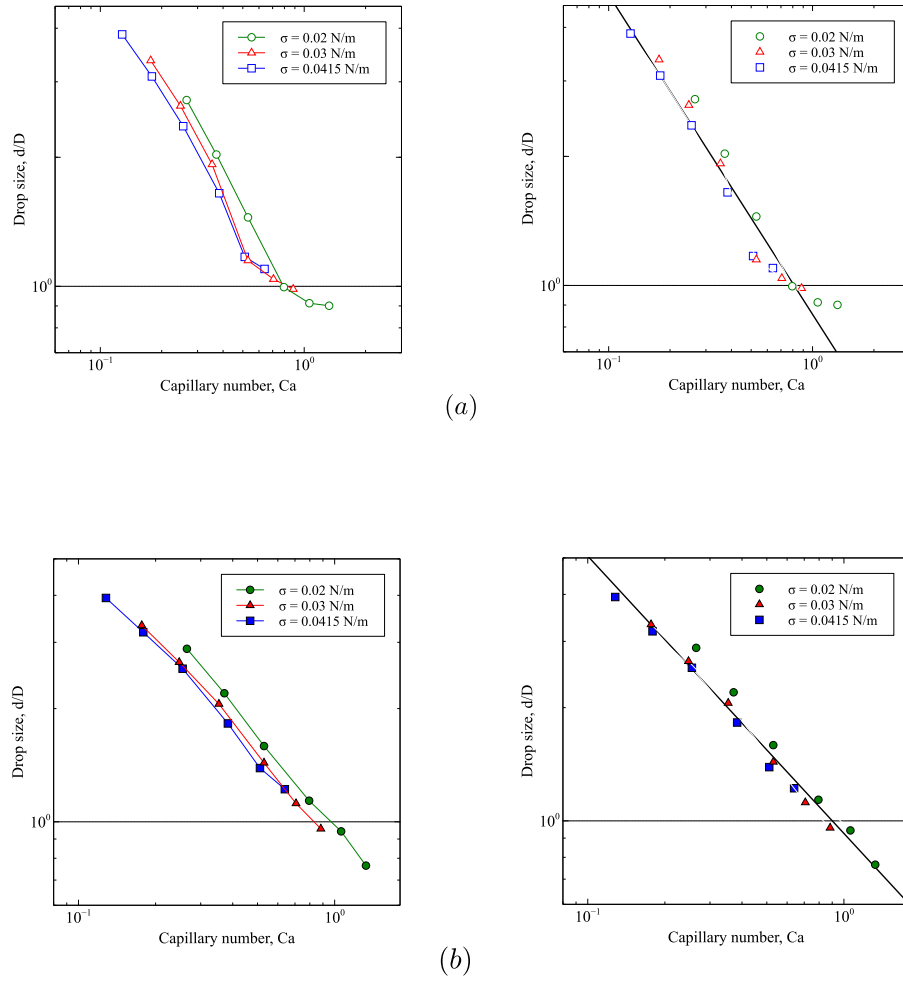 σ = 0.02 N/m
σ = 0.03 N/m
σ = 0.0415 N/m
Drop size, d/D
10⁰
10⁻¹
10⁰
Capillary number, Ca
σ = 0.02 N/m
σ = 0.03 N/m
σ = 0.0415 N/m
Drop size, d/D
10⁰
10⁻¹
10⁰
Capillary number, Ca
(a)
σ = 0.02 N/m
σ = 0.03 N/m
σ = 0.0415 N/m
Drop size, d/D
10⁰
10⁻¹
10⁰
Capillary number, Ca
σ = 0.02 N/m
σ = 0.03 N/m
σ = 0.0415 N/m
Drop size, d/D
10⁰
10⁻¹
10⁰
Capillary number, Ca
(b)